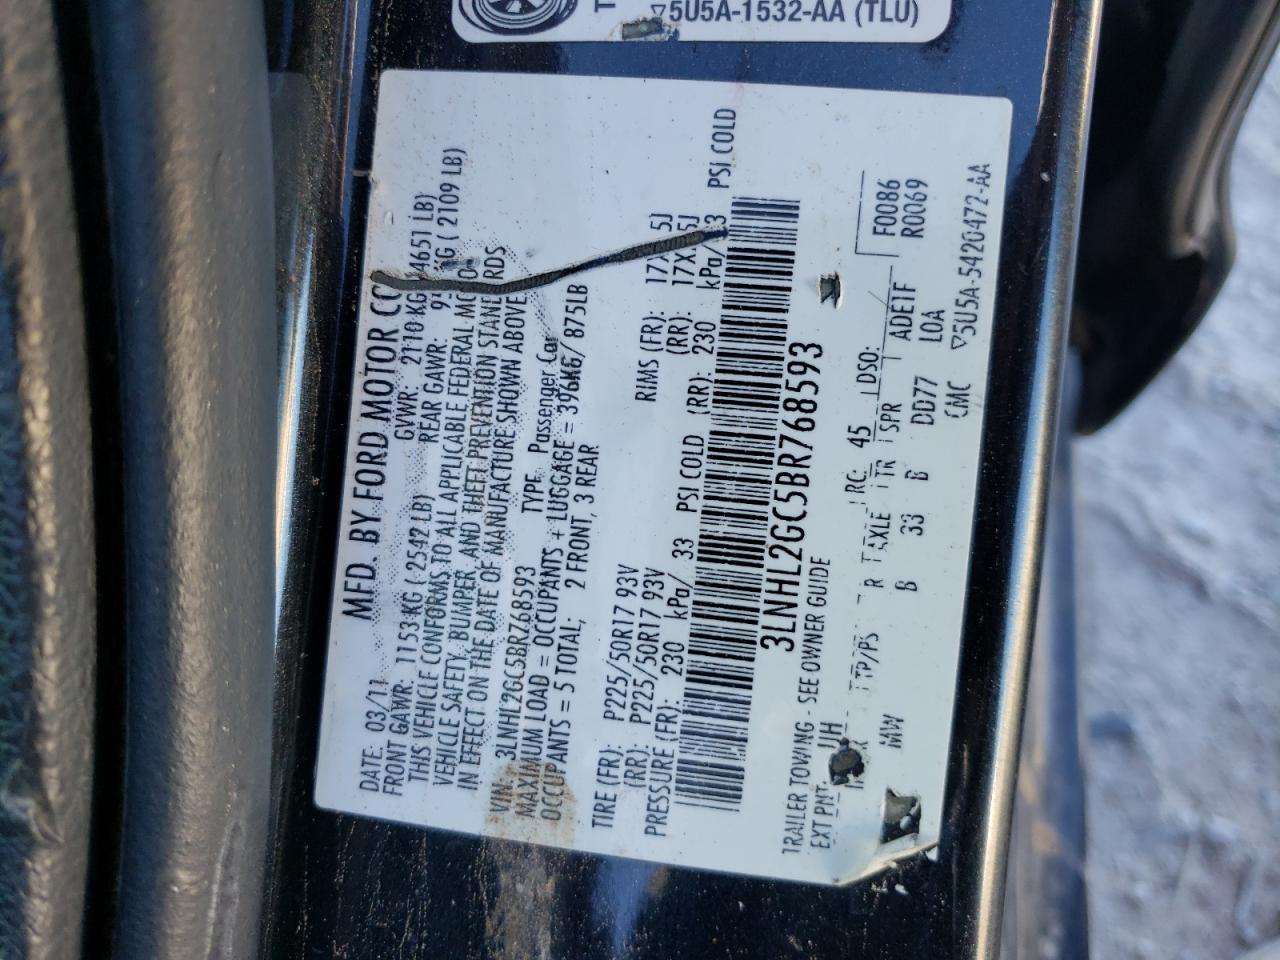 5U5A-1532-AA (TLU)
MFD. BY FORD MOTOR CO
DATE: 03/11 GVWR: 2110 KG 4651 LB)
FRONT GAWR: 1153 KG ( 2542 LB) REAR GAWR: ( 2109 LB)
THIS VEHICLE CONFORMS TO ALL APPLICABLE FEDERAL
VEHICLE SAFETY, BUMPER, AND THEFT PREVENTION
IN EFFECT ON THE DATE OF MANUFACTURE SHOWN ABOVE
VIN: 3LNHL2GC5BR768593 TYPE: Passenger Car
MAXIMUM LOAD = OCCUPANTS + LUGGAGE = 396KG / 875LB
OCCUPANTS = 5 TOTAL; 2 FRONT, 3 REAR
TIRE (FR): P225/50R17 93V RIMS (FR):
(RR): P225/50R17 93V (RR):
PRESSURE (FR): 230 kPa/ 33 PSI COLD (RR): 230 kPa/ 33 PSI COLD
3LNHL2GC5BR768593
TRAILER TOWING - SEE OWNER GUIDE
EXT PNT: UH RC: 45 DSO: F0086
R0069
TP/PS R AXLE TR SPR
MW B 33 B DD77 ADE1F
CMC LOA
▽5U5A-5420472-AA